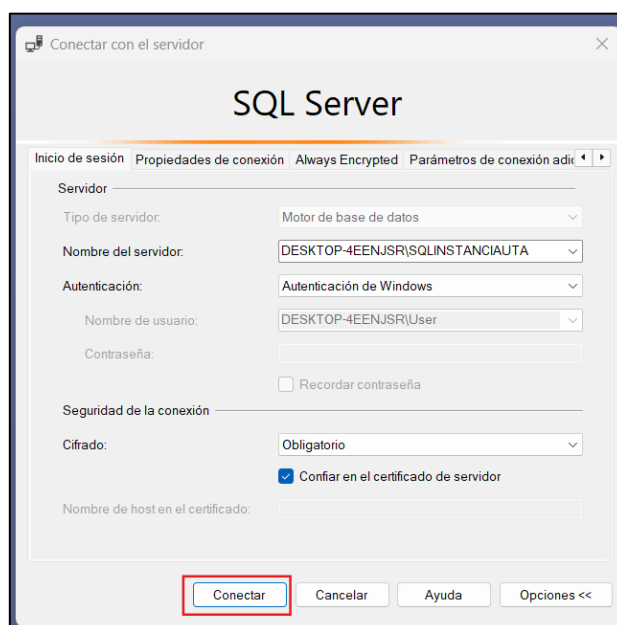 Conectar con el servidor
SQL Server
Inicio de sesión Propiedades de conexión Always Encrypted Parámetros de conexión adic
Servidor
Tipo de servidor: Motor de base de datos
Nombre del servidor: DESKTOP-4EENJSR\SQLINSTANCIAUTA
Autenticación: Autenticación de Windows
Nombre de usuario: DESKTOP-4EENJSR\User
Contraseña:
Recordar contraseña
Seguridad de la conexión
Cifrado: Obligatorio
Confiar en el certificado de servidor
Nombre de host en el certificado:
Conectar Cancelar Ayuda Opciones <<